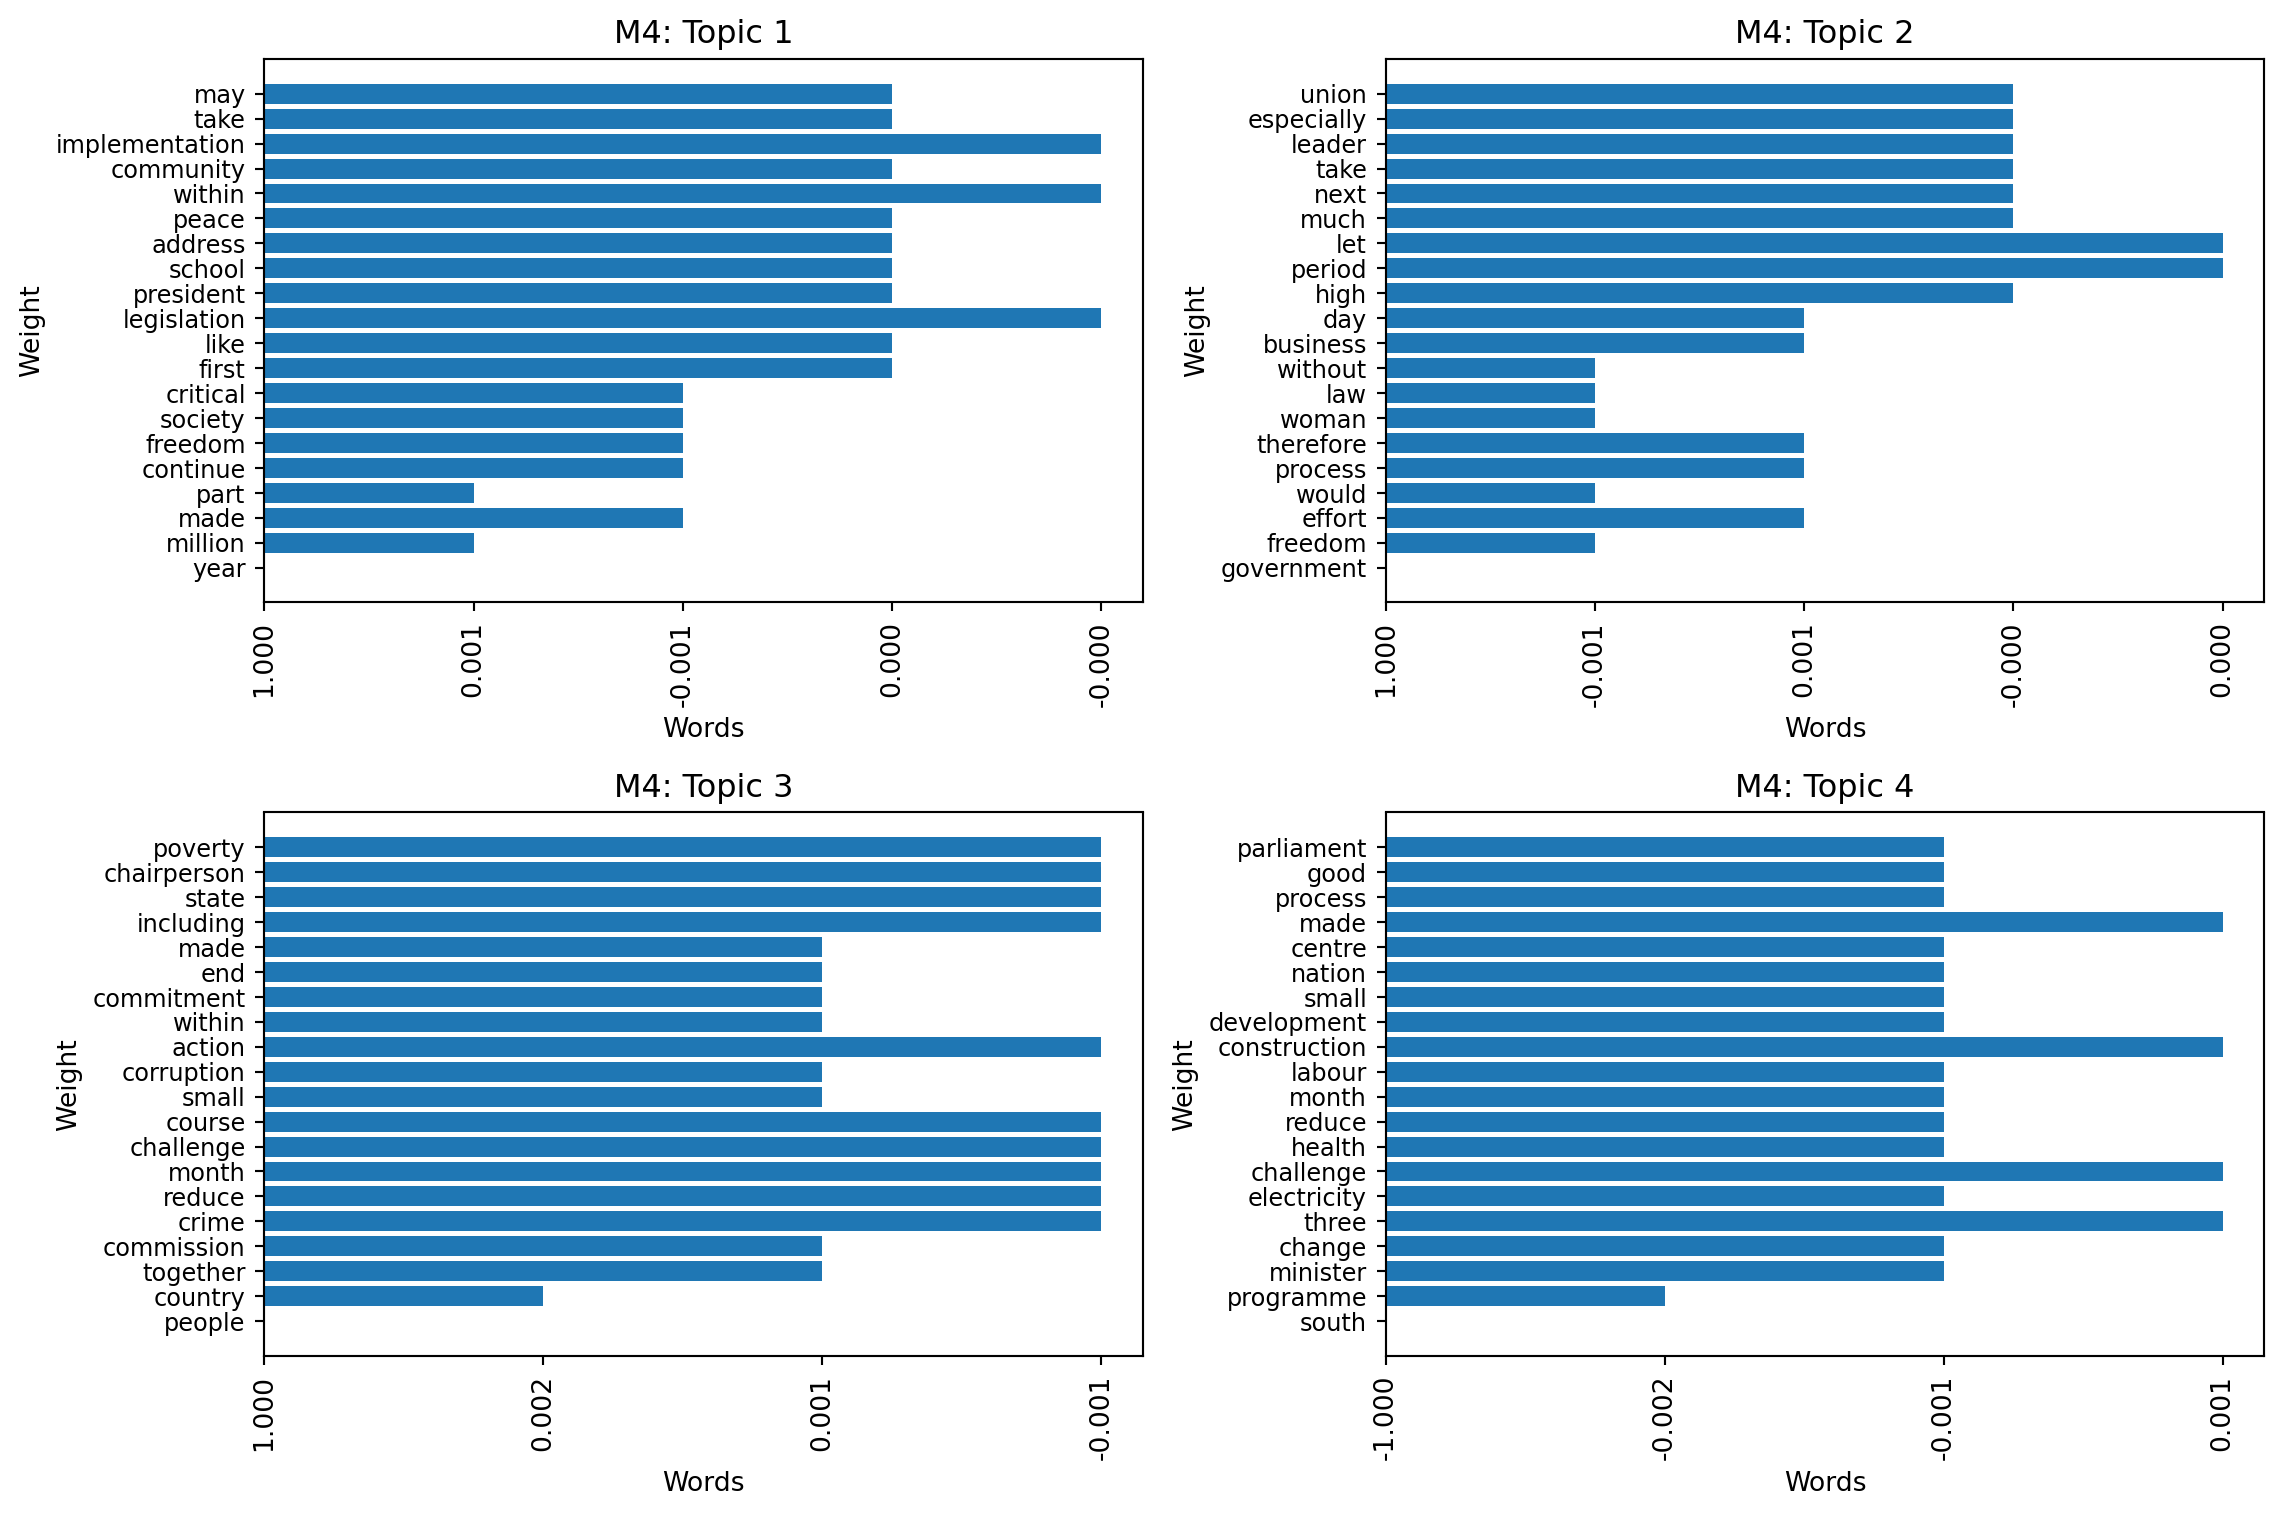 M4: Topic 1
may
take
implementation
community
within
peace
address
school
president
legislation
like
first
critical
society
freedom
continue
part
made
million
year
Weight
1.000
0.001
-0.001
0.000
-0.000
Words
M4: Topic 2
union
especially
leader
take
next
much
let
period
high
day
business
without
law
woman
therefore
process
would
effort
freedom
government
Weight
1.000
-0.001
0.001
-0.000
0.000
Words
M4: Topic 3
poverty
chairperson
state
including
made
end
commitment
within
action
corruption
small
course
challenge
month
reduce
crime
commission
together
country
people
Weight
1.000
0.002
0.001
-0.001
Words
M4: Topic 4
parliament
good
process
made
centre
nation
small
development
construction
labour
month
reduce
health
challenge
electricity
three
change
minister
programme
south
Weight
-1.000
-0.002
-0.001
0.001
Words